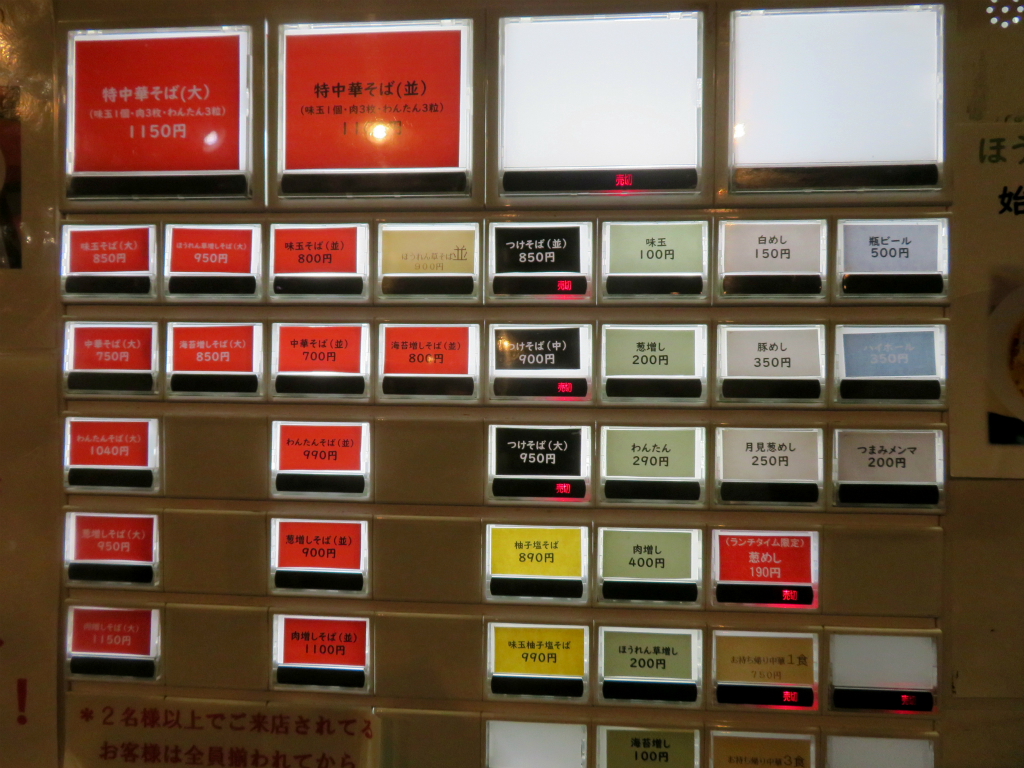 特中華そば(大)
(味玉1個・肉3枚・わんたん3粒)
1150円
特中華そば(並)
(味玉1個・肉3枚・わんたん3粒)
売切
味玉そば(大)
850円
ほうれん草増しそば(大)
950円
味玉そば(並)
800円
ほうれん草そば並
900円
つけそば(並)
850円
売切
味玉
100円
白めし
150円
瓶ビール
500円
中華そば(大)
750円
海苔増しそば(大)
850円
中華そば(並)
700円
海苔増しそば(並)
800円
つけそば(中)
900円
売切
葱増し
200円
豚めし
350円
ハイボール
350円
わんたんそば(大)
1040円
わんたんそば(並)
990円
つけそば(大)
950円
売切
わんたん
290円
月見葱めし
250円
つまみメンマ
200円
葱増しそば(大)
950円
葱増しそば(並)
900円
柚子塩そば
890円
肉増し
400円
(ランチタイム限定)
葱めし
190円
売切
肉増しそば(大)
1150円
肉増しそば(並)
1100円
味玉柚子塩そば
990円
ほうれん草増し
200円
お持ち帰り中華1食
750円
売切
売切
海苔増し
100円
お持ち帰り中華3食
*2名様以上でご来店されてる
お客様は全員揃われてから
！
ほう
始